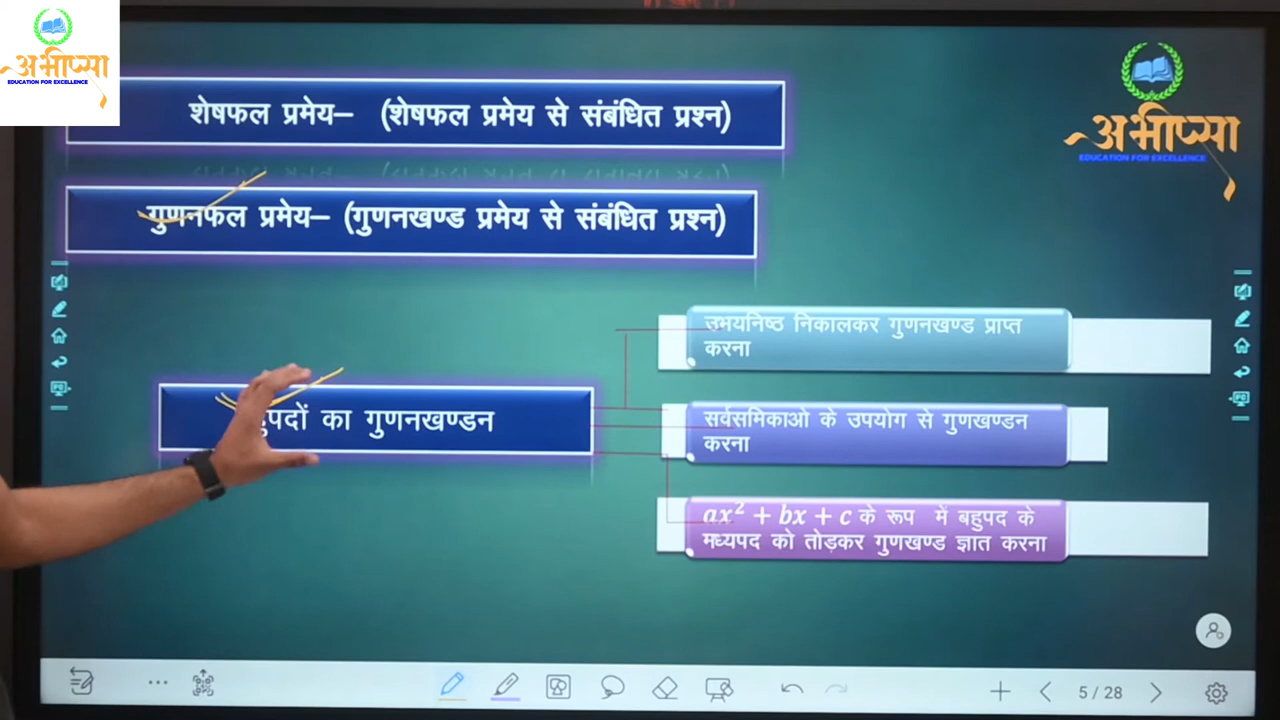 अभीप्सा
EDUCATION FOR EXCELLENCE
अभीप्सा
EDUCATION FOR EXCELLENCE
शेषफल प्रमेय– (शेषफल प्रमेय से संबंधित प्रश्न)
गुणनफल प्रमेय– (गुणनखण्ड प्रमेय से संबंधित प्रश्न)
उभयनिष्ठ निकालकर गुणनखण्ड प्राप्त
करना
का गुणनखण्डन
सर्वसमिकाओ के उपयोग से गुणखण्डन
करना
ax² + bx + c के रूप में बहुपद के
मध्यपद को तोड़कर गुणखण्ड ज्ञात करना
5 / 28